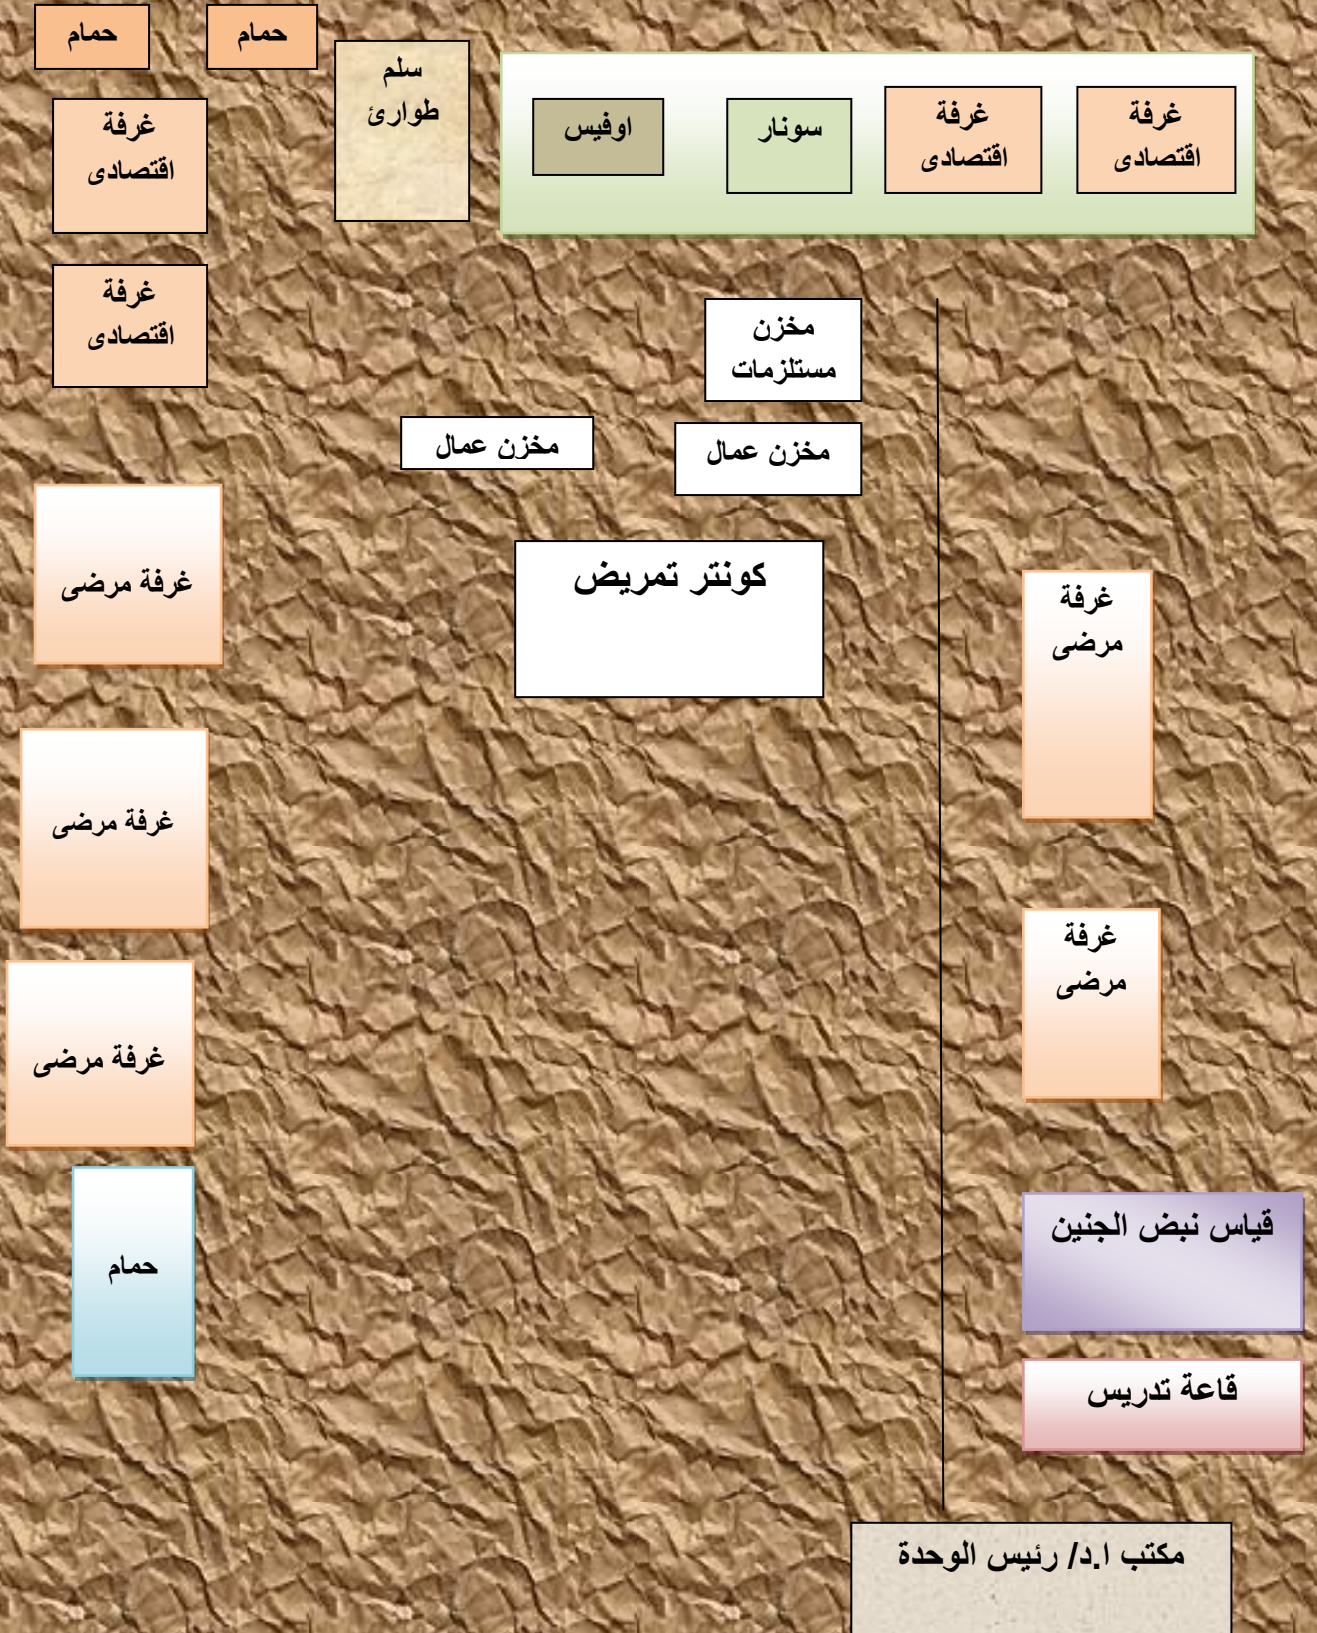 حمام
حمام
سلم
طوارئ
غرفة
اقتصادى
غرفة
اقتصادى
سونار
اوفيس
غرفة
اقتصادى
غرفة
اقتصادى
مخزن
مستلزمات
مخزن عمال
مخزن عمال
كونتر تمريض
غرفة مرضى
غرفة
مرضى
غرفة مرضى
غرفة
مرضى
غرفة مرضى
حمام
قياس نبض الجنين
قاعة تدريس
مكتب ا.د/ رئيس الوحدة